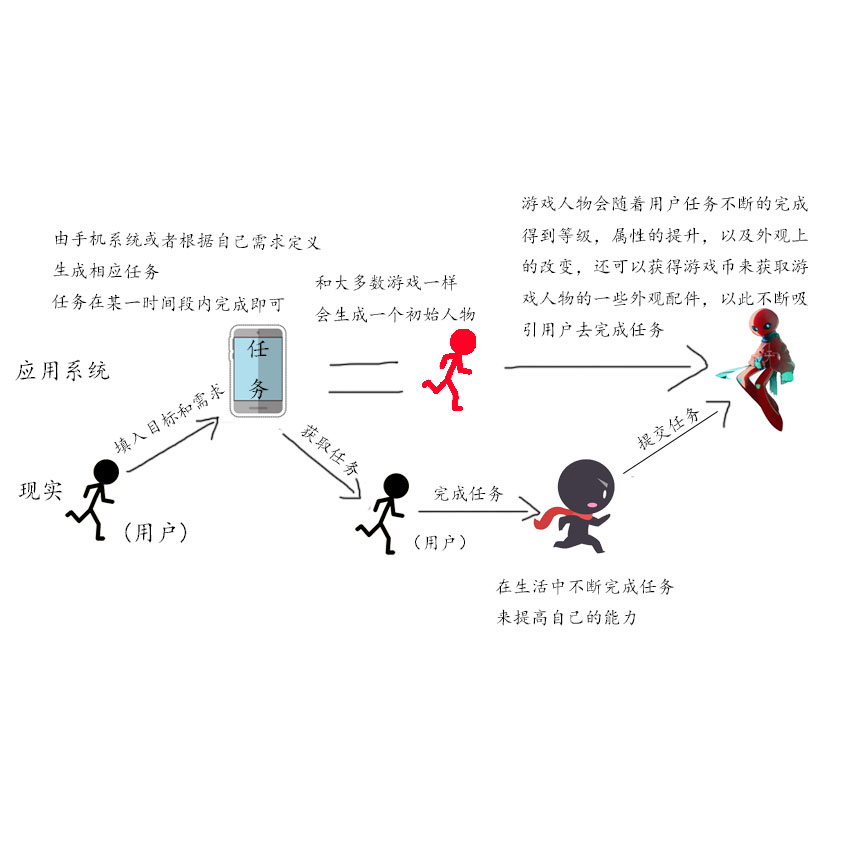 游戏人物会随着用户任务不断的完成
得到等级，属性的提升，以及外观上
的改变，还可以获得游戏币来获取游
戏人物的一些外观配件，以此不断吸
引用户去完成任务
由手机系统或者根据自己需求定义
生成相应任务
任务在某一时间段内完成即可
和大多数游戏一样
会生成一个初始人物
应用系统
任
务
填入目标和需求
获取任务
提交任务
现实
(用户)
完成任务
(用户)
在生活中不断完成任务
来提高自己的能力